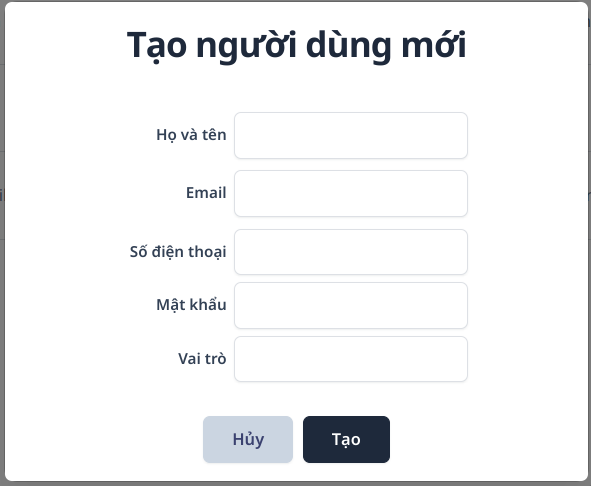 Tạo người dùng mới
Họ và tên
Email
Số điện thoại
Mật khẩu
Vai trò
Hủy
Tạo